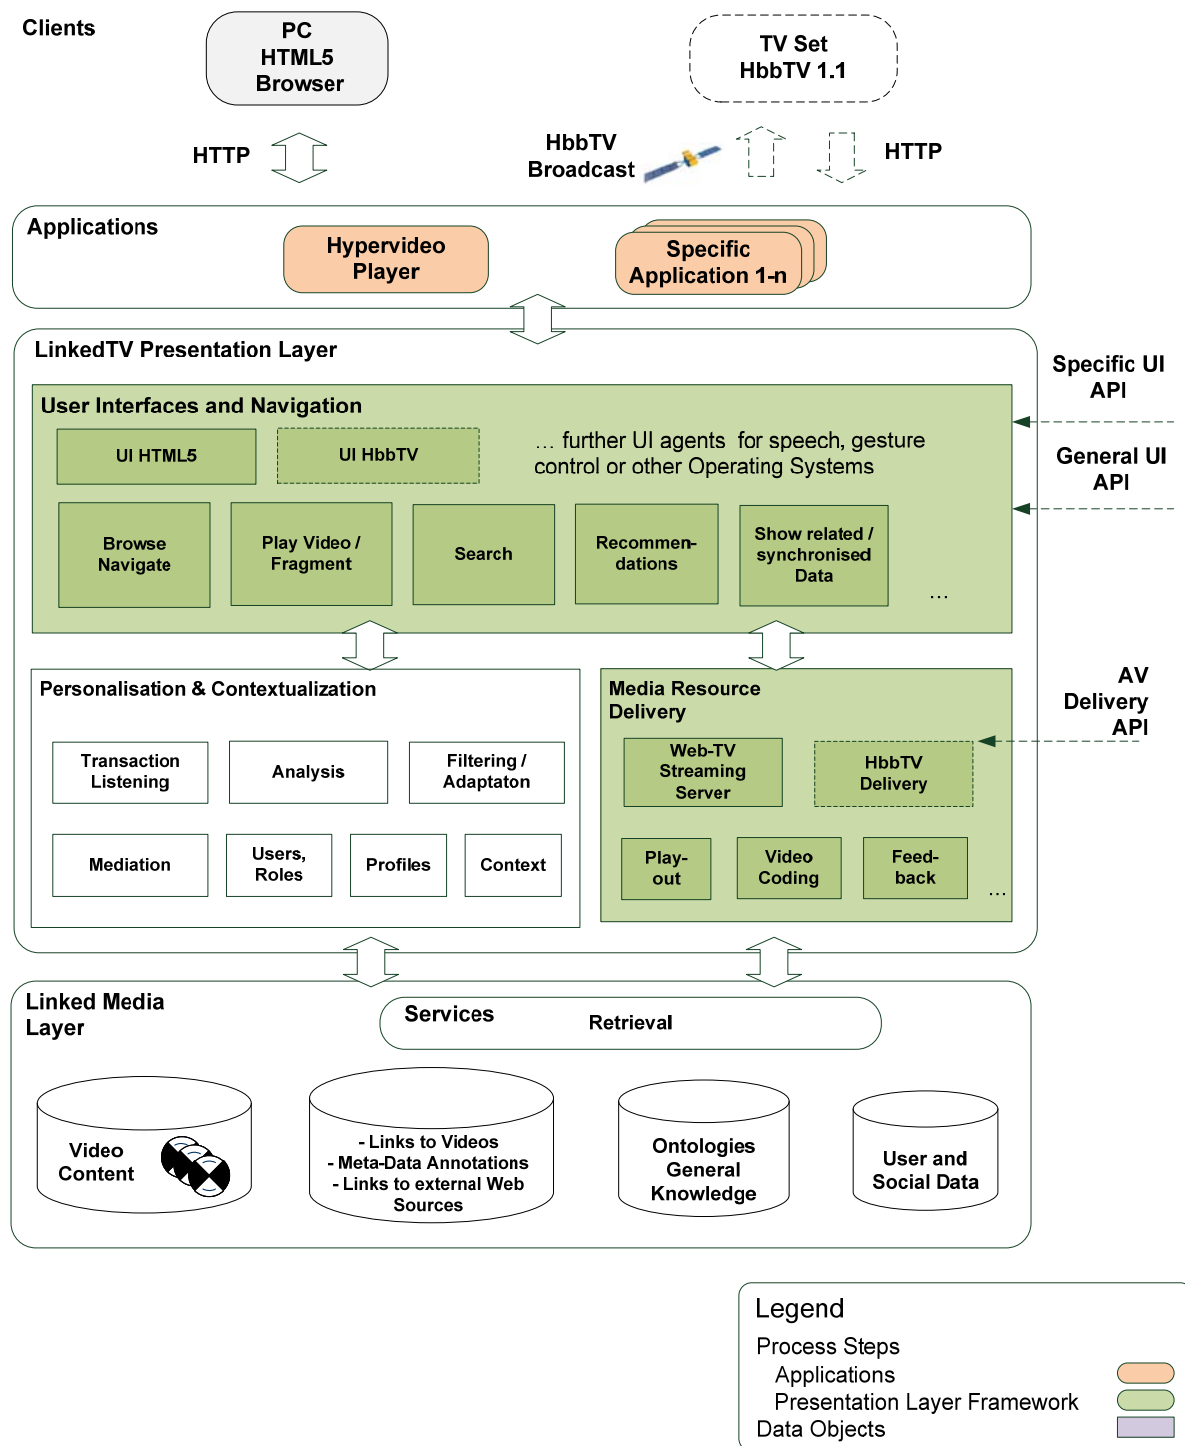 Clients
PC
HTML5
Browser
TV Set
HbbTV 1.1
HTTP
HbbTV
Broadcast
HTTP
Applications
Hypervideo
Player
Specific
Application 1-n
LinkedTV Presentation Layer
Specific UI
API
User Interfaces and Navigation
UI HTML5
UI HbbTV
... further UI agents for speech, gesture
control or other Operating Systems
General UI
API
Browse
Navigate
Play Video /
Fragment
Search
Recommen-
dations
Show related /
synchronised
Data
...
Personalisation & Contextualization
Transaction
Listening
Analysis
Filtering /
Adaptaton
Mediation
Users,
Roles
Profiles
Context
Media Resource
Delivery
Web-TV
Streaming
Server
HbbTV
Delivery
Play-
out
Video
Coding
Feed-
back
...
AV
Delivery
API
Linked Media
Layer
Services
Retrieval
Video
Content
- Links to Videos
- Meta-Data Annotations
- Links to external Web
Sources
Ontologies
General
Knowledge
User and
Social Data
Legend
Process Steps
Applications
Presentation Layer Framework
Data Objects